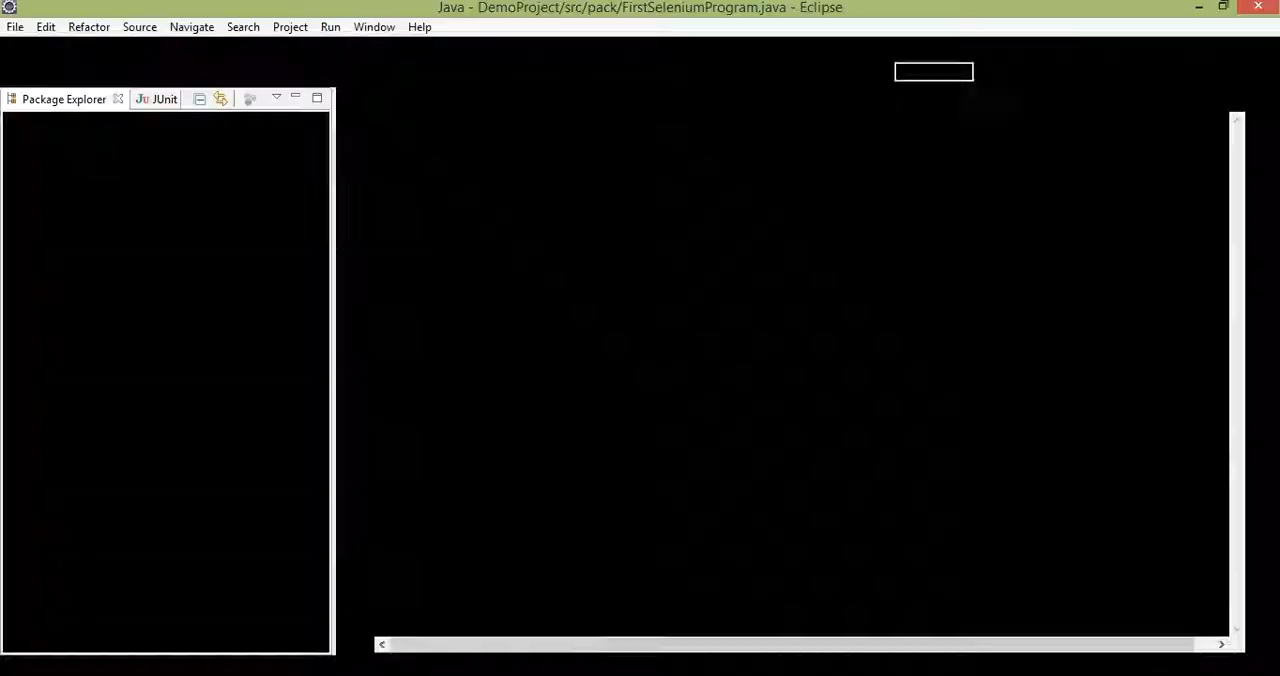 Java - DemoProject/src/pack/FirstSeleniumProgram.java - Eclipse
File Edit Refactor Source Navigate Search Project Run Window Help
Package Explorer JUnit